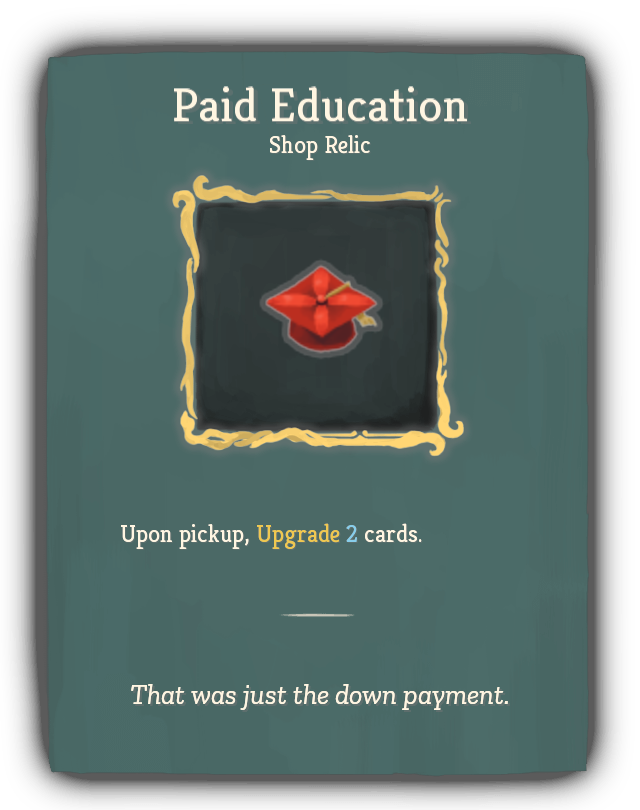 Paid Education
Shop Relic
Upon pickup, Upgrade 2 cards.
That was just the down payment.